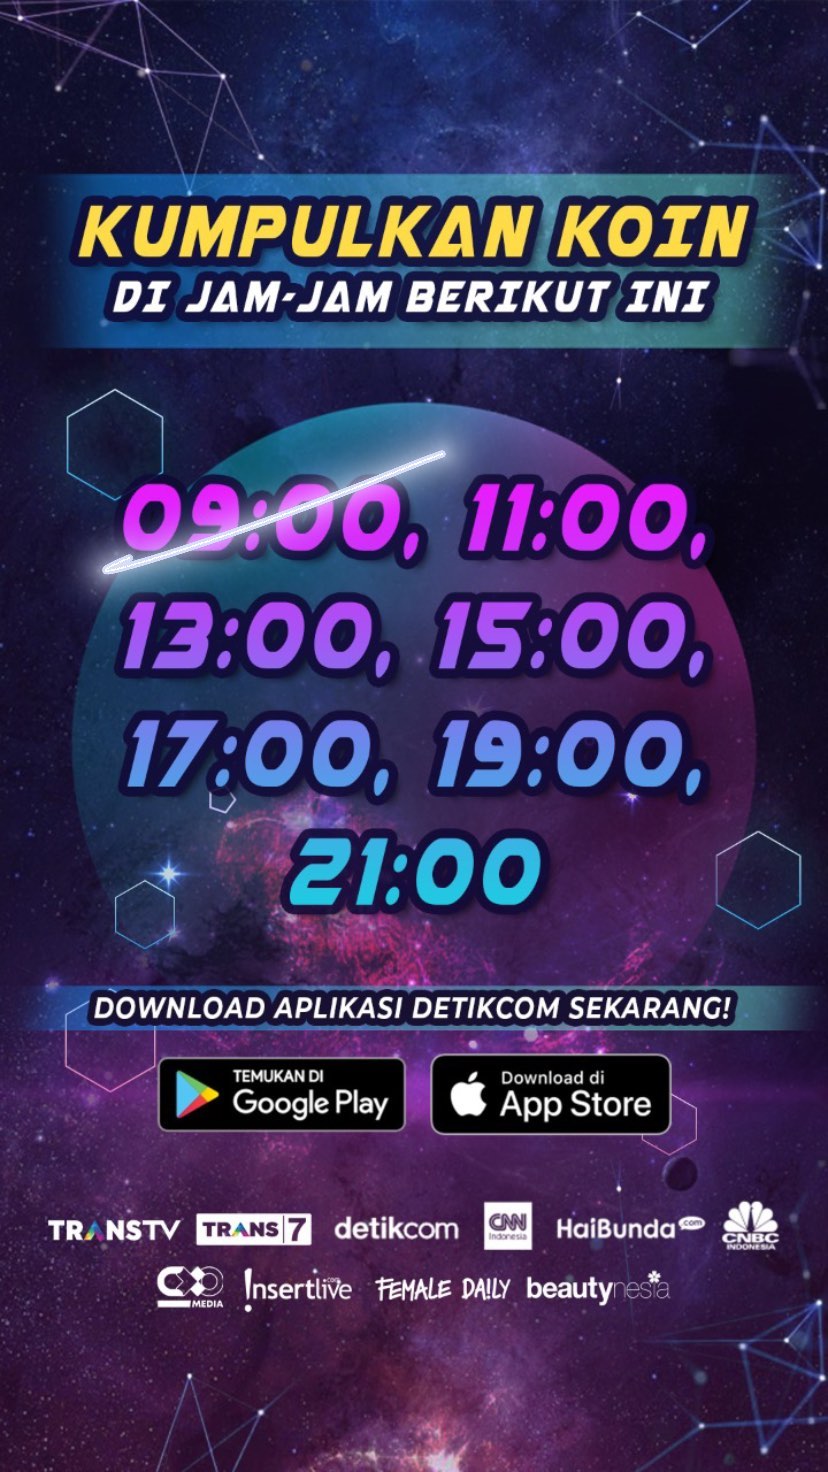 KUMPULKAN KOIN
DI JAM-JAM BERIKUT INI
09:00, 11:00,
13:00, 15:00,
17:00, 19:00,
21:00
DOWNLOAD APLIKASI DETIKCOM SEKARANG!
TEMUKAN DI
Google Play
Download di
App Store
TRANSTV TRANS|7 detikcom CNN Indonesia HaiBunda.com CNBC INDONESIA
CXO MEDIA Insertlive.com FEMALE DAILY beautynesia